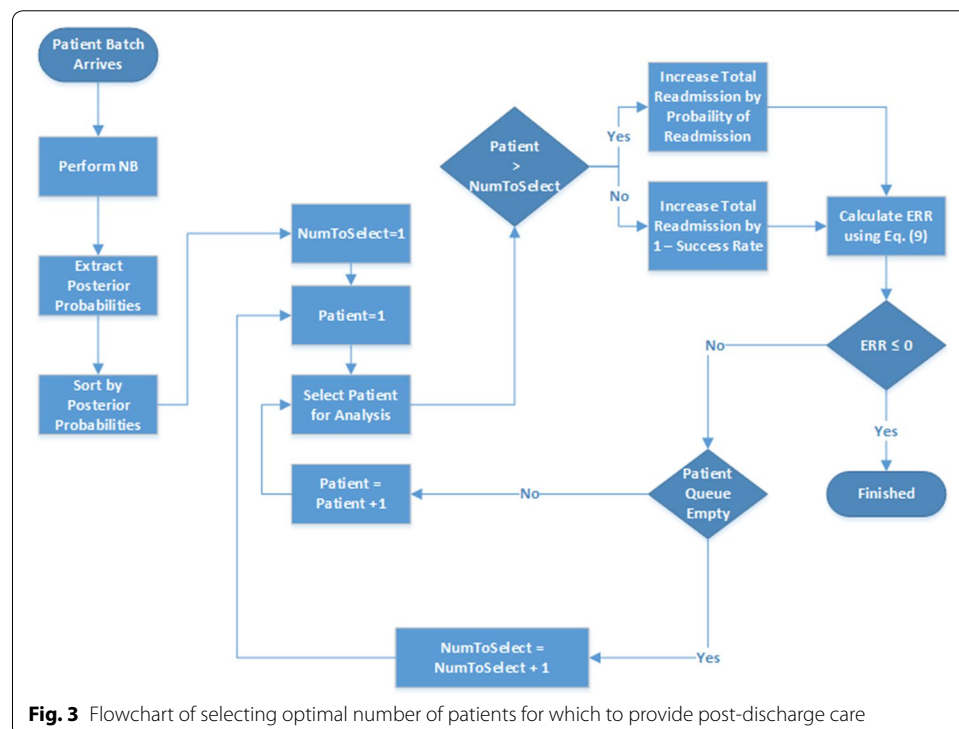 Patient Batch
Arrives
Perform NB
Extract
Posterior
Probabilities
Sort by
Posterior
Probabilities
NumToSelect=1
Patient=1
Select Patient
for Analysis
Patient =
Patient +1
NumToSelect =
NumToSelect + 1
Patient
>
NumToSelect
Yes
No
Increase Total
Readmission by
Probaility of
Readmission
Increase Total
Readmission by
1 – Success Rate
Calculate ERR
using Eq. (9)
ERR ≤ 0
No
Yes
Finished
Patient
Queue
Empty
No
Yes
Fig. 3 Flowchart of selecting optimal number of patients for which to provide post-discharge care